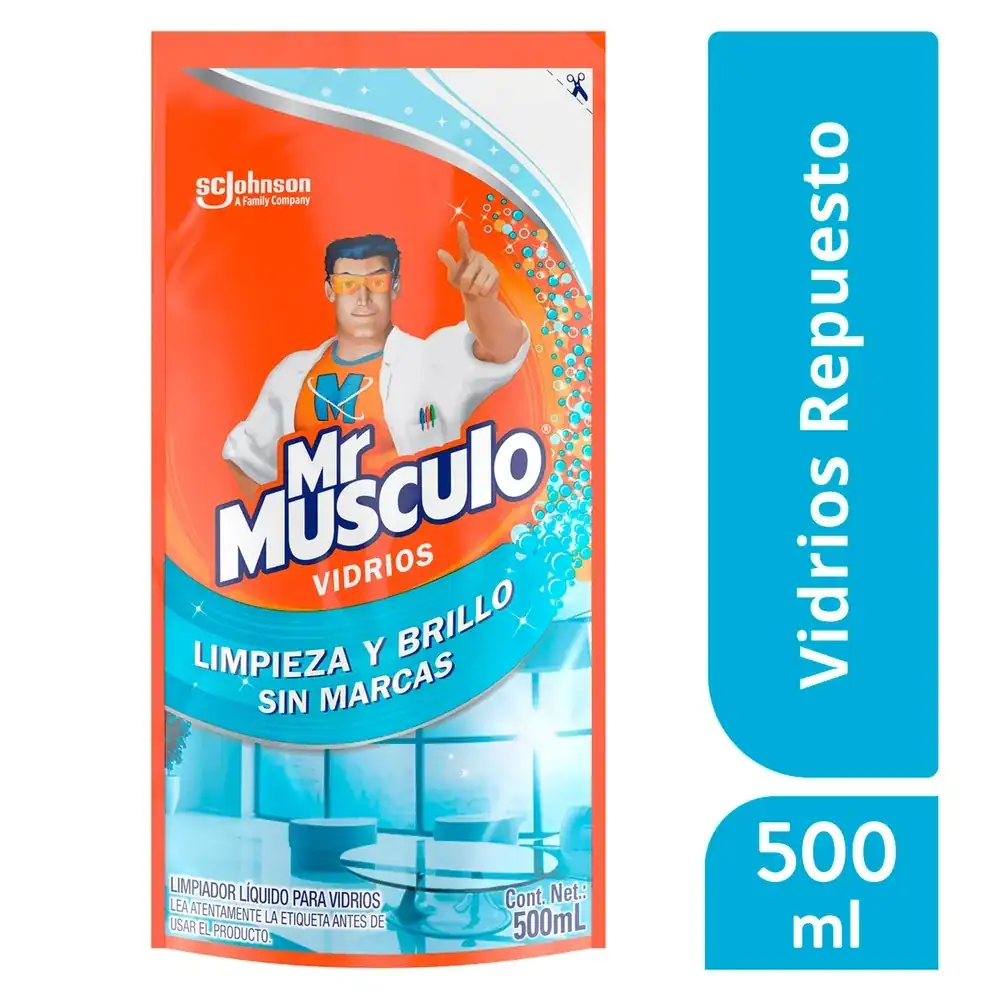 SCJohnson
A Family Company
M
Mr
MUSCULO®
VIDRIOS
LIMPIEZA Y BRILLO
SIN MARCAS
LIMPIADOR LÍQUIDO PARA VIDRIOS
LEA ATENTAMENTE LA ETIQUETA ANTES DE
USAR EL PRODUCTO.
Cont. Net.:
500mL
Vidrios Repuesto
500
ml